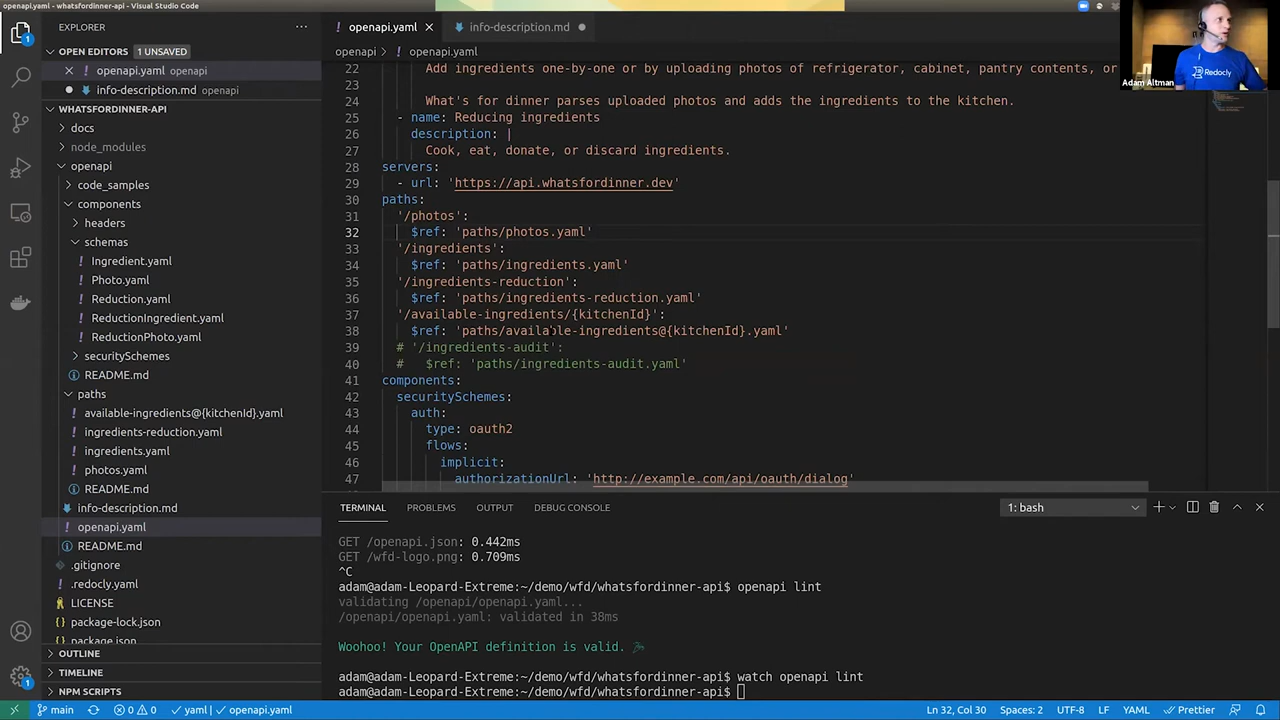 openapi.yaml - whatsfordinner-api - Visual Studio Code
EXPLORER
OPEN EDITORS 1 UNSAVED
openapi.yaml openapi
info-description.md openapi
WHATSFORDINNER-API
docs
node_modules
openapi
code_samples
components
headers
schemas
Ingredient.yaml
Photo.yaml
Reduction.yaml
ReductionIngredient.yaml
ReductionPhoto.yaml
securitySchemes
README.md
paths
available-ingredients@{kitchenId}.yaml
ingredients-reduction.yaml
ingredients.yaml
photos.yaml
README.md
info-description.md
openapi.yaml
README.md
.gitignore
.redocly.yaml
LICENSE
package-lock.json
package.json
OUTLINE
TIMELINE
NPM SCRIPTS
openapi.yaml
info-description.md
openapi > openapi.yaml
22 Add ingredients one-by-one or by uploading photos of refrigerator, cabinet, pantry contents, or
23
24 What's for dinner parses uploaded photos and adds the ingredients to the kitchen.
25 - name: Reducing ingredients
26 description: |
27 Cook, eat, donate, or discard ingredients.
28 servers:
29 - url: 'https://api.whatsfordinner.dev'
30 paths:
31 '/photos':
32 $ref: 'paths/photos.yaml'
33 '/ingredients':
34 $ref: 'paths/ingredients.yaml'
35 '/ingredients-reduction':
36 $ref: 'paths/ingredients-reduction.yaml'
37 '/available-ingredients/{kitchenId}':
38 $ref: 'paths/available-ingredients@{kitchenId}.yaml'
39 # '/ingredients-audit':
40 # $ref: 'paths/ingredients-audit.yaml'
41 components:
42 securitySchemes:
43 auth:
44 type: oauth2
45 flows:
46 implicit:
47 authorizationUrl: 'http://example.com/api/oauth/dialog'
Redocly
Adam Altman
TERMINAL PROBLEMS OUTPUT DEBUG CONSOLE 1: bash
GET /openapi.json: 0.442ms
GET /wfd-logo.png: 0.709ms
^C
adam@adam-Leopard-Extreme:~/demo/wfd/whatsfordinner-api$ openapi lint
validating /openapi/openapi.yaml...
/openapi/openapi.yaml: validated in 38ms
Woohoo! Your OpenAPI definition is valid.
adam@adam-Leopard-Extreme:~/demo/wfd/whatsfordinner-api$ watch openapi lint
adam@adam-Leopard-Extreme:~/demo/wfd/whatsfordinner-api$
main 0 0 yaml | openapi.yaml Ln 32, Col 30 Spaces: 2 UTF-8 LF YAML Prettier